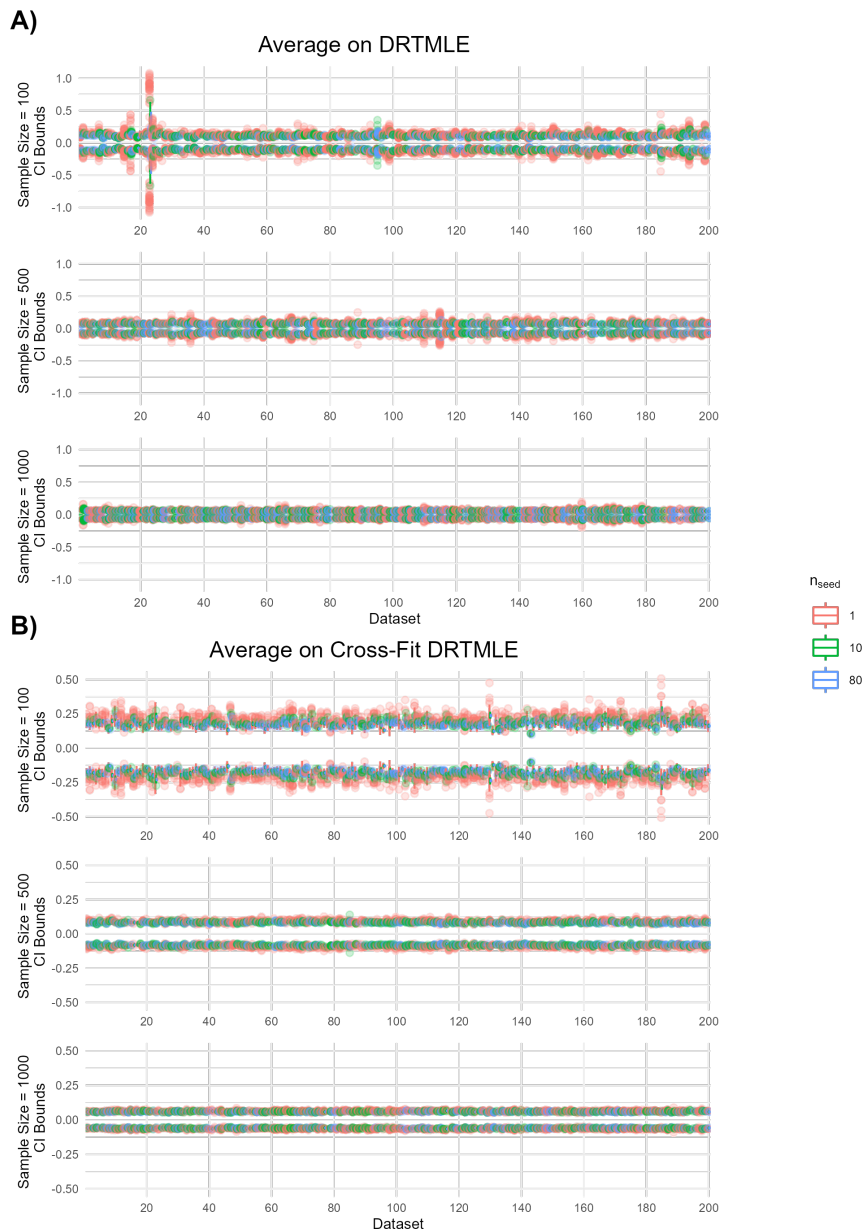 A)
Average on DRTMLE
Sample Size = 100
CI Bounds
1.0
0.5
0.0
-0.5
-1.0
20 40 60 80 100 120 140 160 180 200
Sample Size = 500
CI Bounds
1.0
0.5
0.0
-0.5
-1.0
20 40 60 80 100 120 140 160 180 200
Sample Size = 1000
CI Bounds
1.0
0.5
0.0
-0.5
-1.0
20 40 60 80 100 120 140 160 180 200
Dataset
n_seed
1
10
80
B)
Average on Cross-Fit DRTMLE
Sample Size = 100
CI Bounds
0.50
0.25
0.00
-0.25
-0.50
20 40 60 80 100 120 140 160 180 200
Sample Size = 500
CI Bounds
0.50
0.25
0.00
-0.25
-0.50
20 40 60 80 100 120 140 160 180 200
Sample Size = 1000
CI Bounds
0.50
0.25
0.00
-0.25
-0.50
20 40 60 80 100 120 140 160 180 200
Dataset